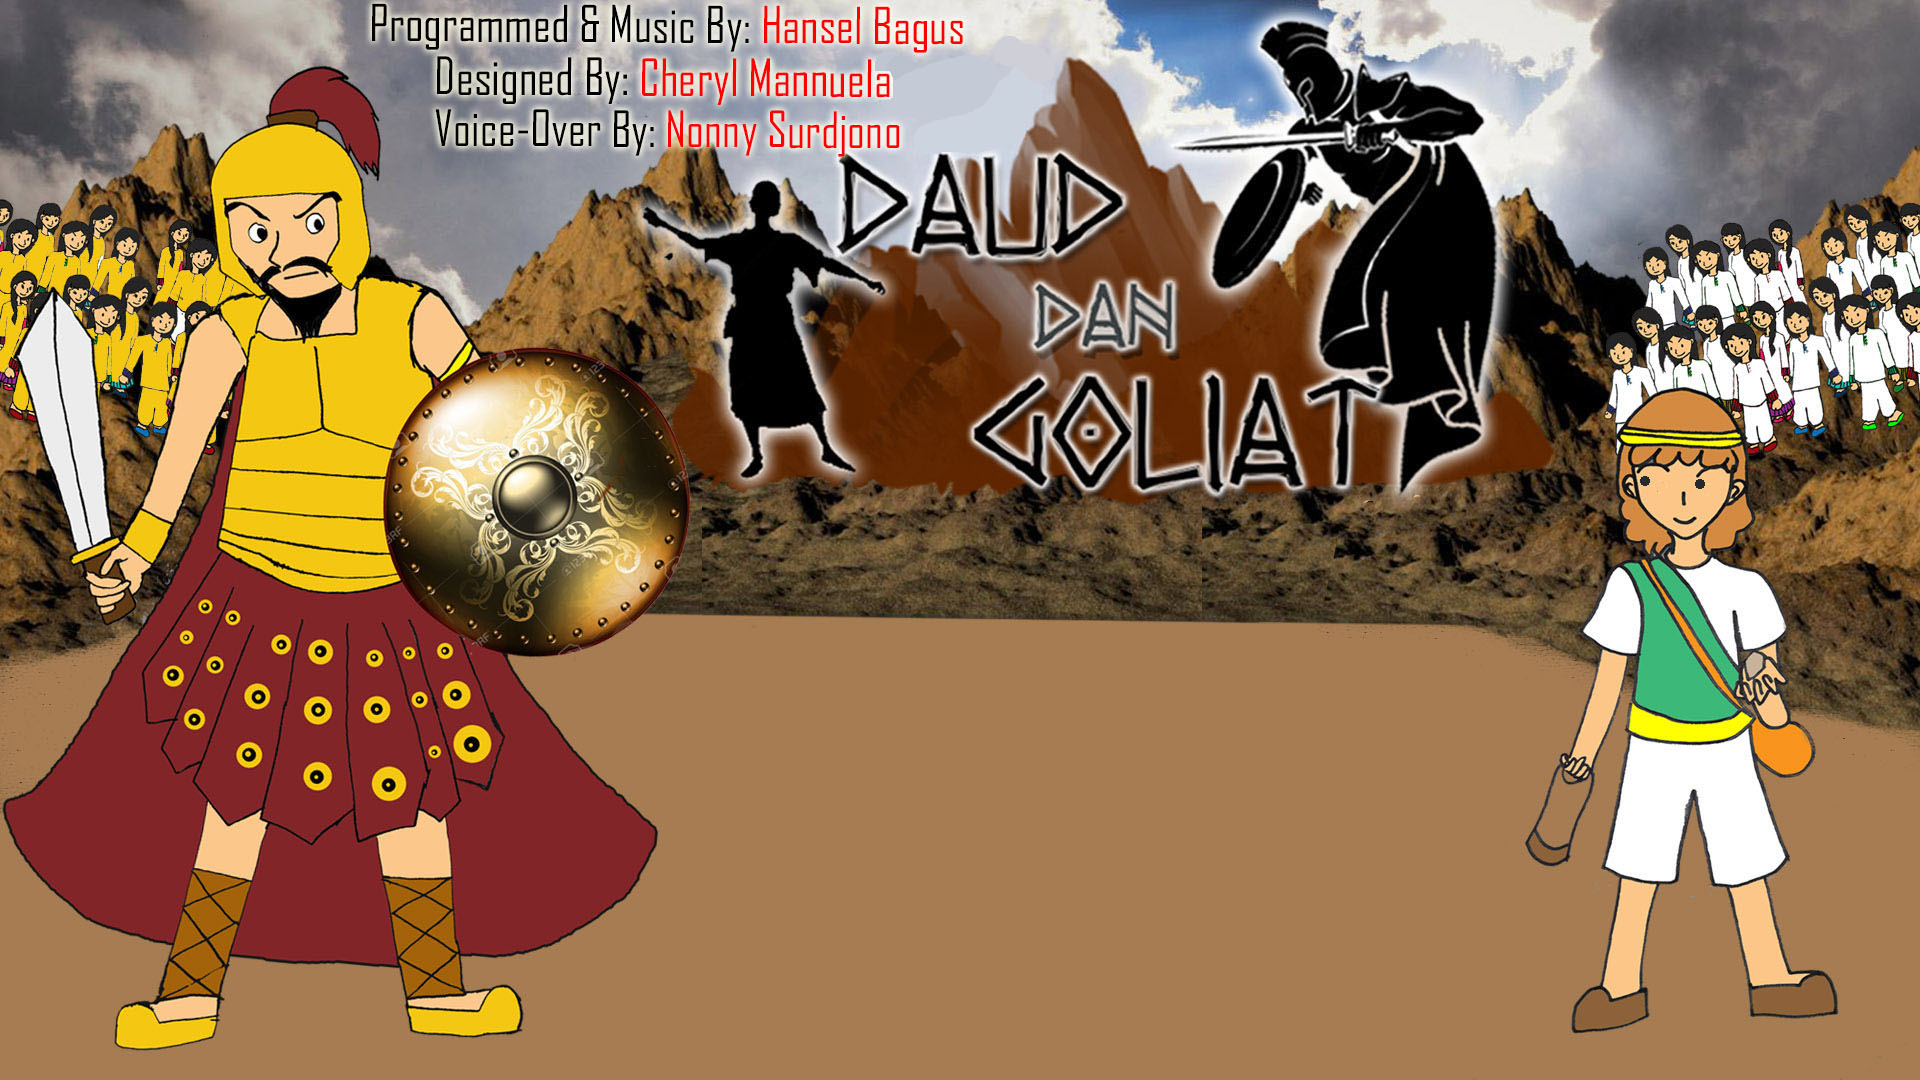 Programmed & Music By: Hansel Bagus
Designed By: Cheryl Mannuela
Voice-Over By: Nonny Surdjono
DAUD
DAN
GOLIAT